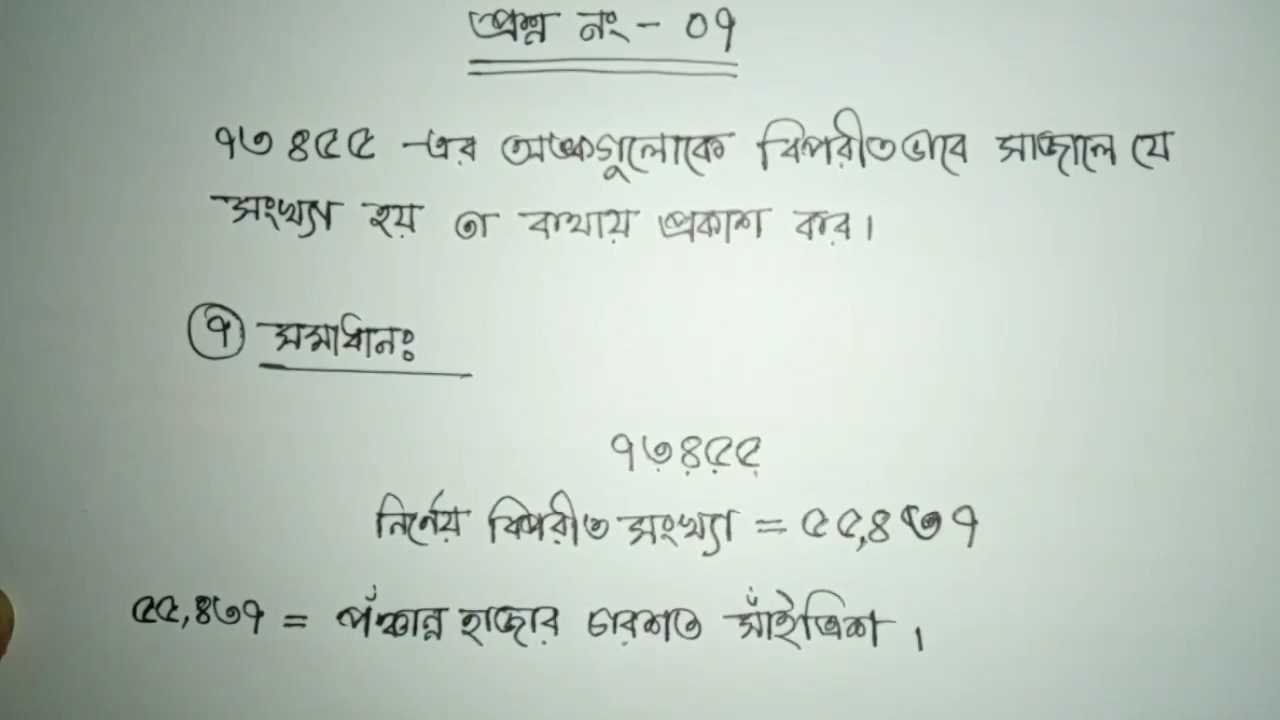 প্রশ্ন নং - ০৭
৭৩৪৫৫ -এর অঙ্কগুলোকে বিপরীতভাবে সাজালে যে
সংখ্যা হয় তা কথায় প্রকাশ কর।
৭ সমাধানঃ
৭৩৪৫৫
নির্ণেয় বিপরীত সংখ্যা = ৫৫,৪৩৭
৫৫,৪৩৭ = পঁঞ্চান্ন হাজার চারশত সাঁইত্রিশ ।